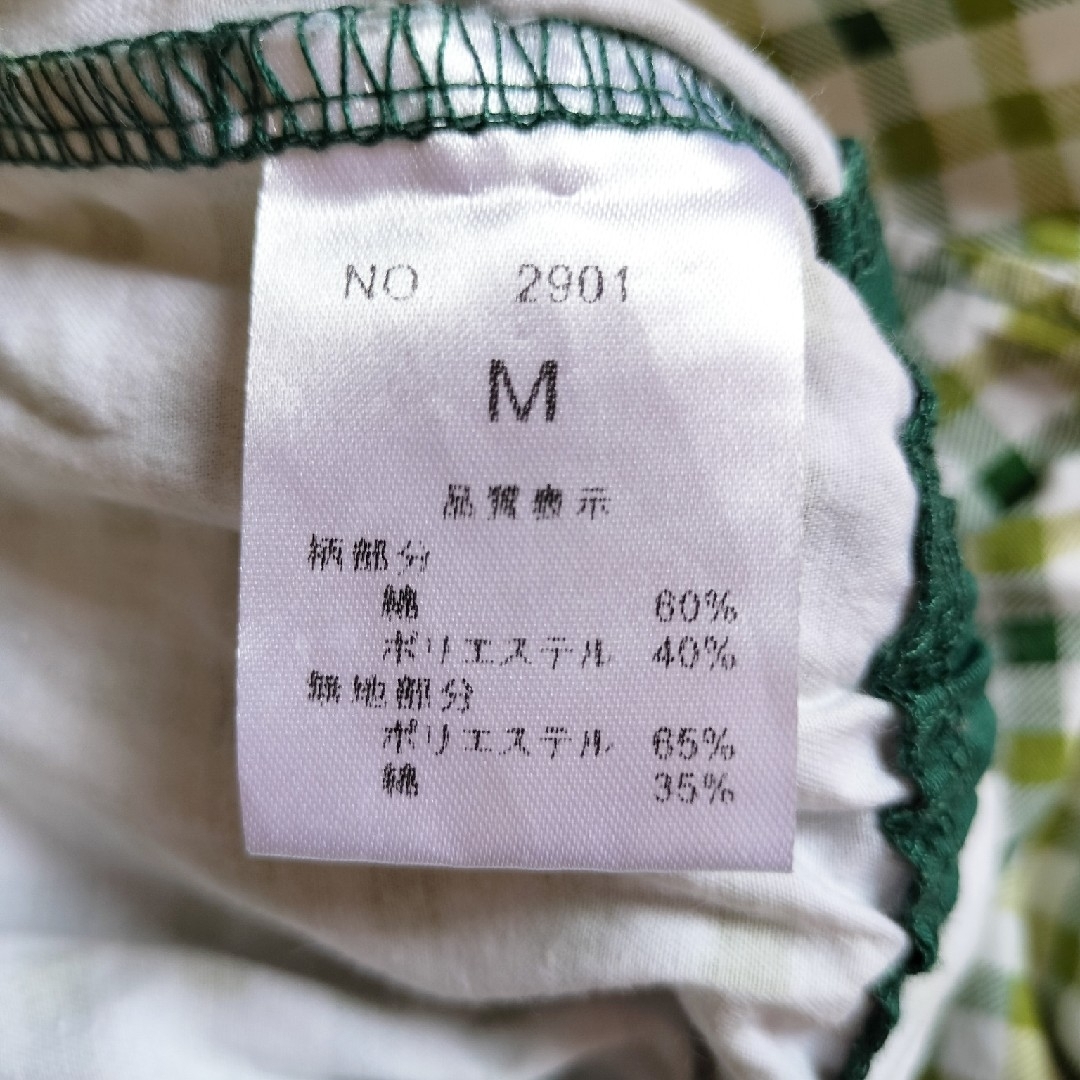 NO 2901
M
品質表示
柄部分
綿 60%
ポリエステル 40%
無地部分
ポリエステル 65%
綿 35%